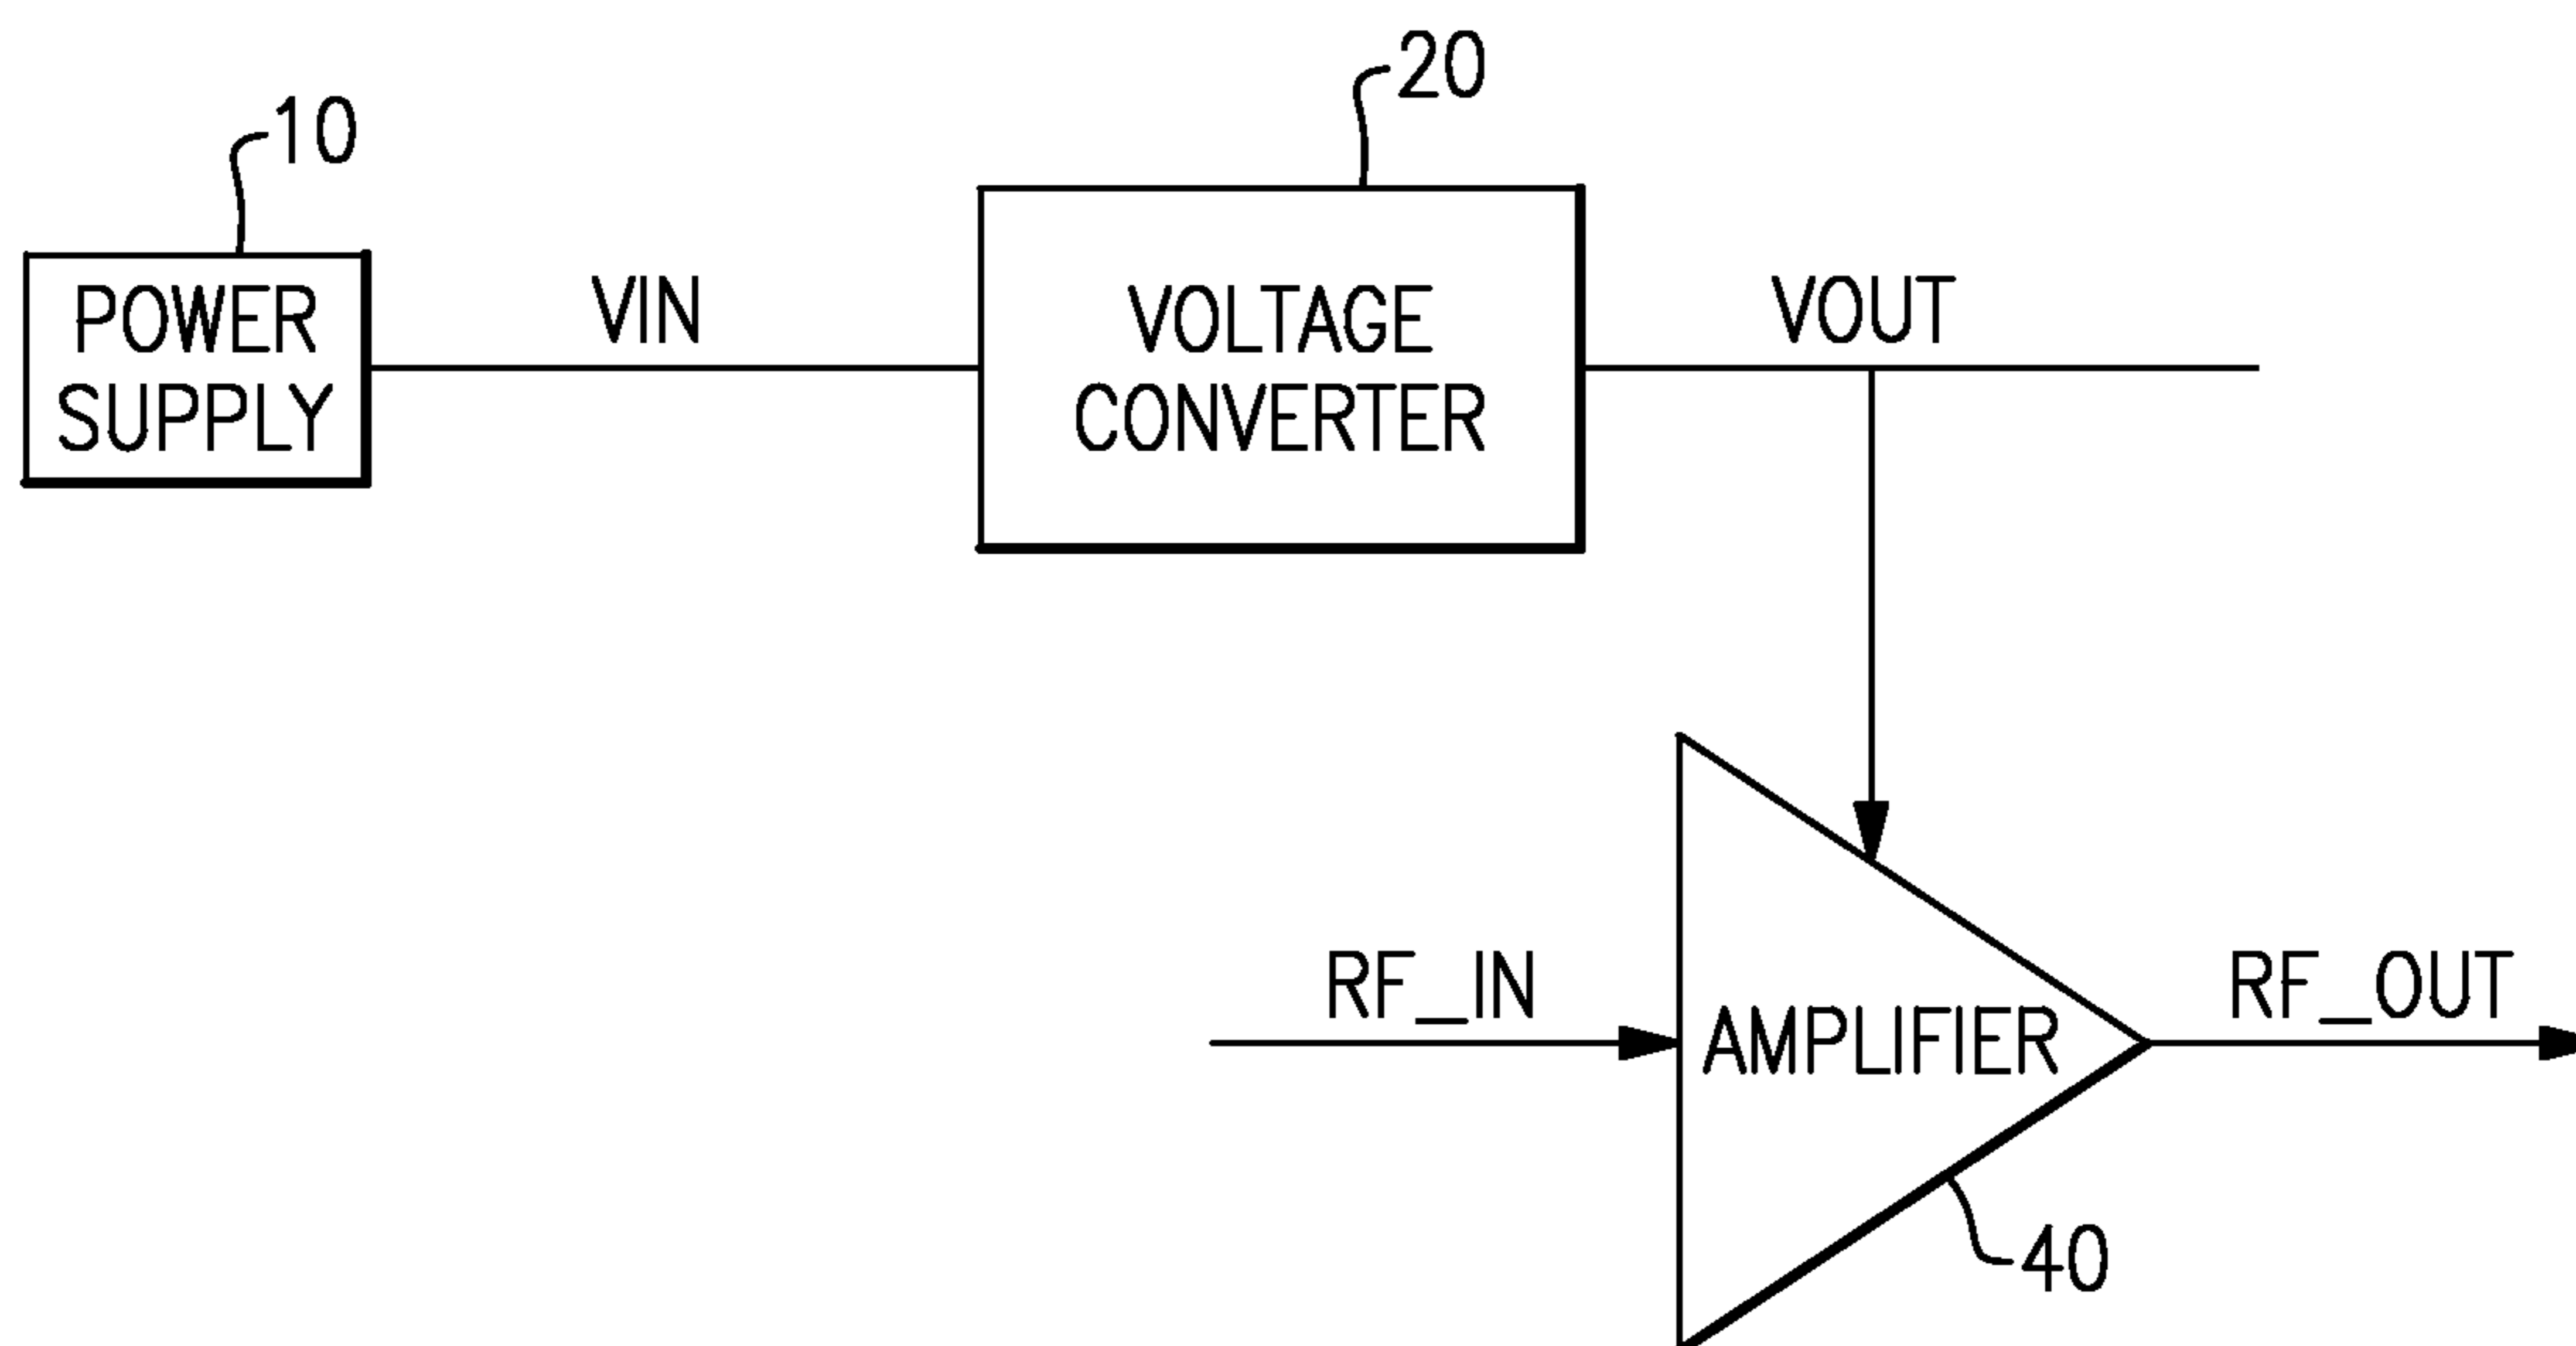 20
10
POWER
SUPPLY
VIN
VOLTAGE
CONVERTER
VOUT
RF_IN
AMPLIFIER
RF_OUT
40